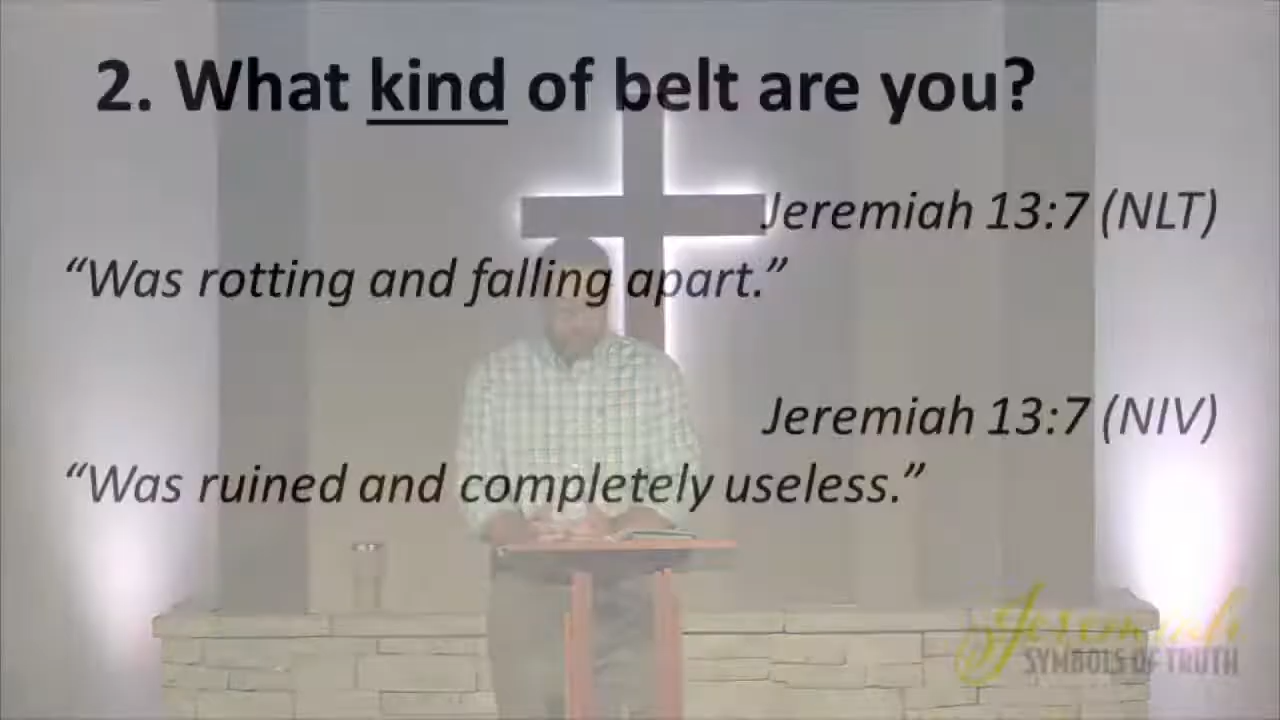 2. What kind of belt are you?
Jeremiah 13:7 (NLT)
“Was rotting and falling apart.”
Jeremiah 13:7 (NIV)
“Was ruined and completely useless.”
Jeremiah
SYMBOLS OF TRUTH